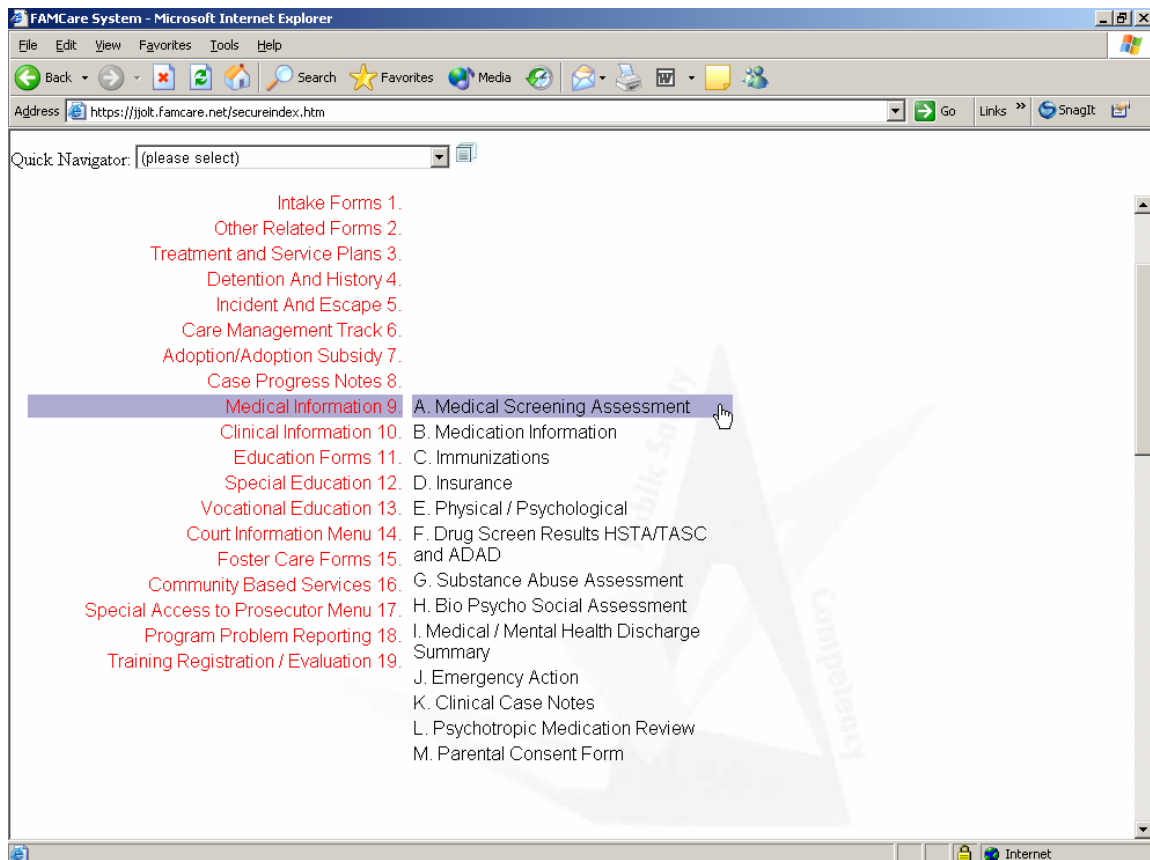 FAMCare System - Microsoft Internet Explorer
File Edit View Favorites Tools Help
Back Search Favorites Media W
Address https://jjolt.famcare.net/secureindex.htm Go Links » SnagIt
Quick Navigator: (please select)
Intake Forms 1.
Other Related Forms 2.
Treatment and Service Plans 3.
Detention And History 4.
Incident And Escape 5.
Care Management Track 6.
Adoption/Adoption Subsidy 7.
Case Progress Notes 8.
Medical Information 9. A. Medical Screening Assessment
Clinical Information 10. B. Medication Information
Education Forms 11. C. Immunizations
Special Education 12. D. Insurance
Vocational Education 13. E. Physical / Psychological
Court Information Menu 14. F. Drug Screen Results HSTA/TASC
Foster Care Forms 15. and ADAD
Community Based Services 16. G. Substance Abuse Assessment
Special Access to Prosecutor Menu 17. H. Bio Psycho Social Assessment
Program Problem Reporting 18. I. Medical / Mental Health Discharge
Training Registration / Evaluation 19. Summary
J. Emergency Action
K. Clinical Case Notes
L. Psychotropic Medication Review
M. Parental Consent Form
Public Safety
Competency
Internet